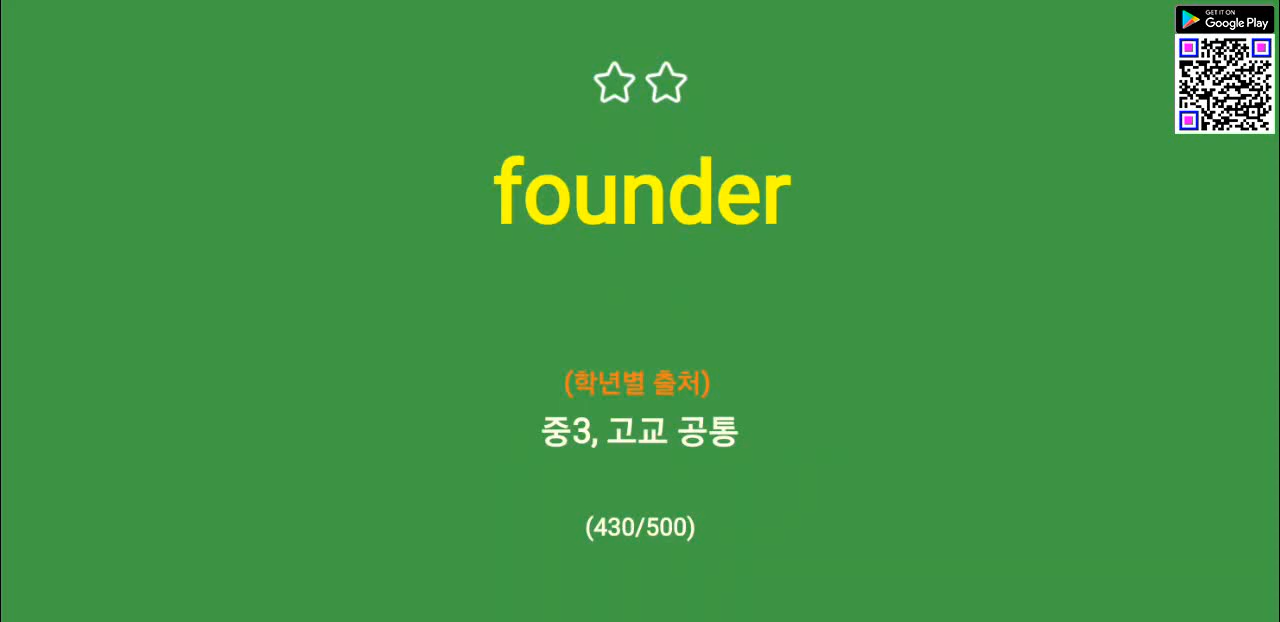 GET IT ON
Google Play
founder
(학년별 출처)
중3, 고교 공통
(430/500)